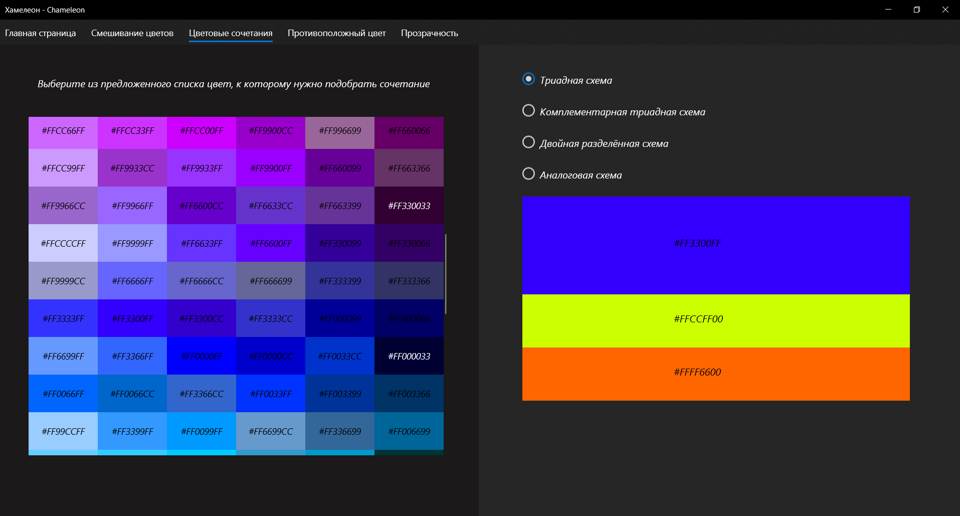 Хамелеон - Chameleon
Главная страница Смешивание цветов Цветовые сочетания Противоположный цвет Прозрачность
Выберите из предложенного списка цвет, к которому нужно подобрать сочетание
#FFCC66FF #FFCC33FF #FFCC00FF #FF9900CC #FF996699 #FF660066
#FFCC99FF #FF9933CC #FF9933FF #FF9900FF #FF660099 #FF663366
#FF9966CC #FF9966FF #FF6600CC #FF6633CC #FF663399 #FF330033
#FFCCCCFF #FF9999FF #FF6633FF #FF6600FF #FF330099 #FF330066
#FF9999CC #FF6666FF #FF6666CC #FF666699 #FF333399 #FF333366
#FF3333FF #FF3300FF #FF3300CC #FF3333CC #FF000099 #FF000066
#FF6699FF #FF3366FF #FF0000FF #FF0000CC #FF0033CC #FF000033
#FF0066FF #FF0066CC #FF3366CC #FF0033FF #FF003399 #FF003366
#FF99CCFF #FF3399FF #FF0099FF #FF6699CC #FF336699 #FF006699
Триадная схема
Комплементарная триадная схема
Двойная разделённая схема
Аналоговая схема
#FF3300FF
#FFCCFF00
#FFFF6600